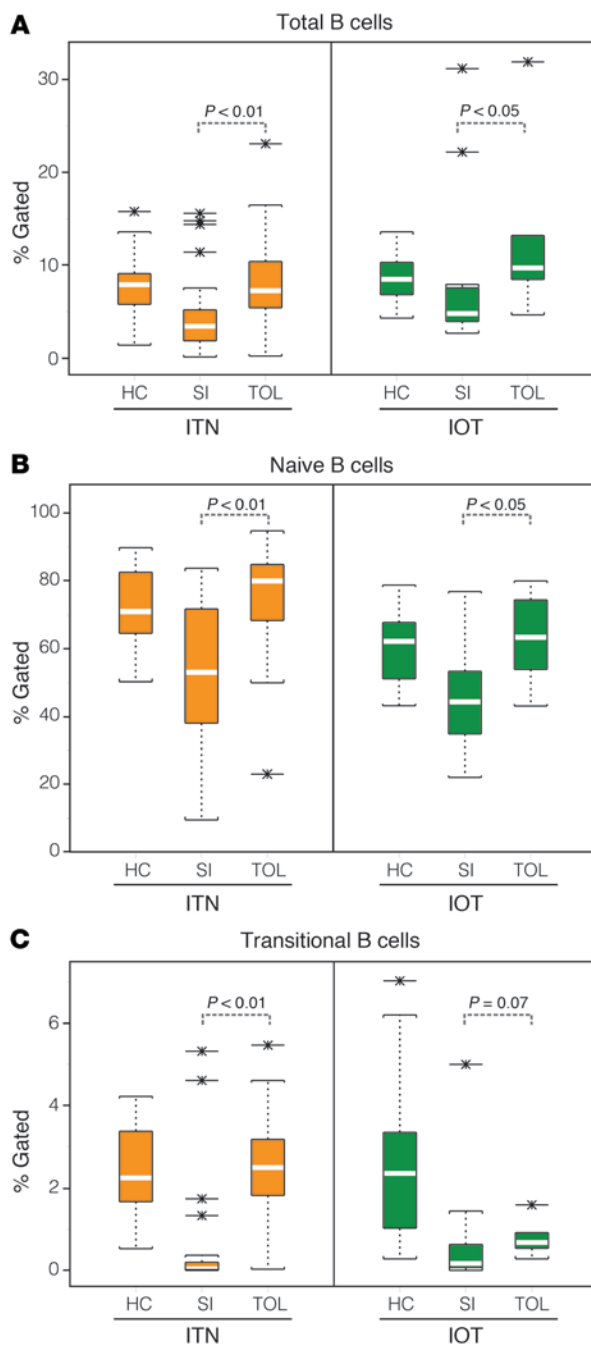 A Total B cells
30
P < 0.01 P < 0.05
20
% Gated
10
0
HC SI TOL HC SI TOL
ITN IOT
B Naive B cells
100
P < 0.01 P < 0.05
80
60
% Gated
40
20
0
HC SI TOL HC SI TOL
ITN IOT
C Transitional B cells
P < 0.01 P = 0.07
6
4
% Gated
2
0
HC SI TOL HC SI TOL
ITN IOT